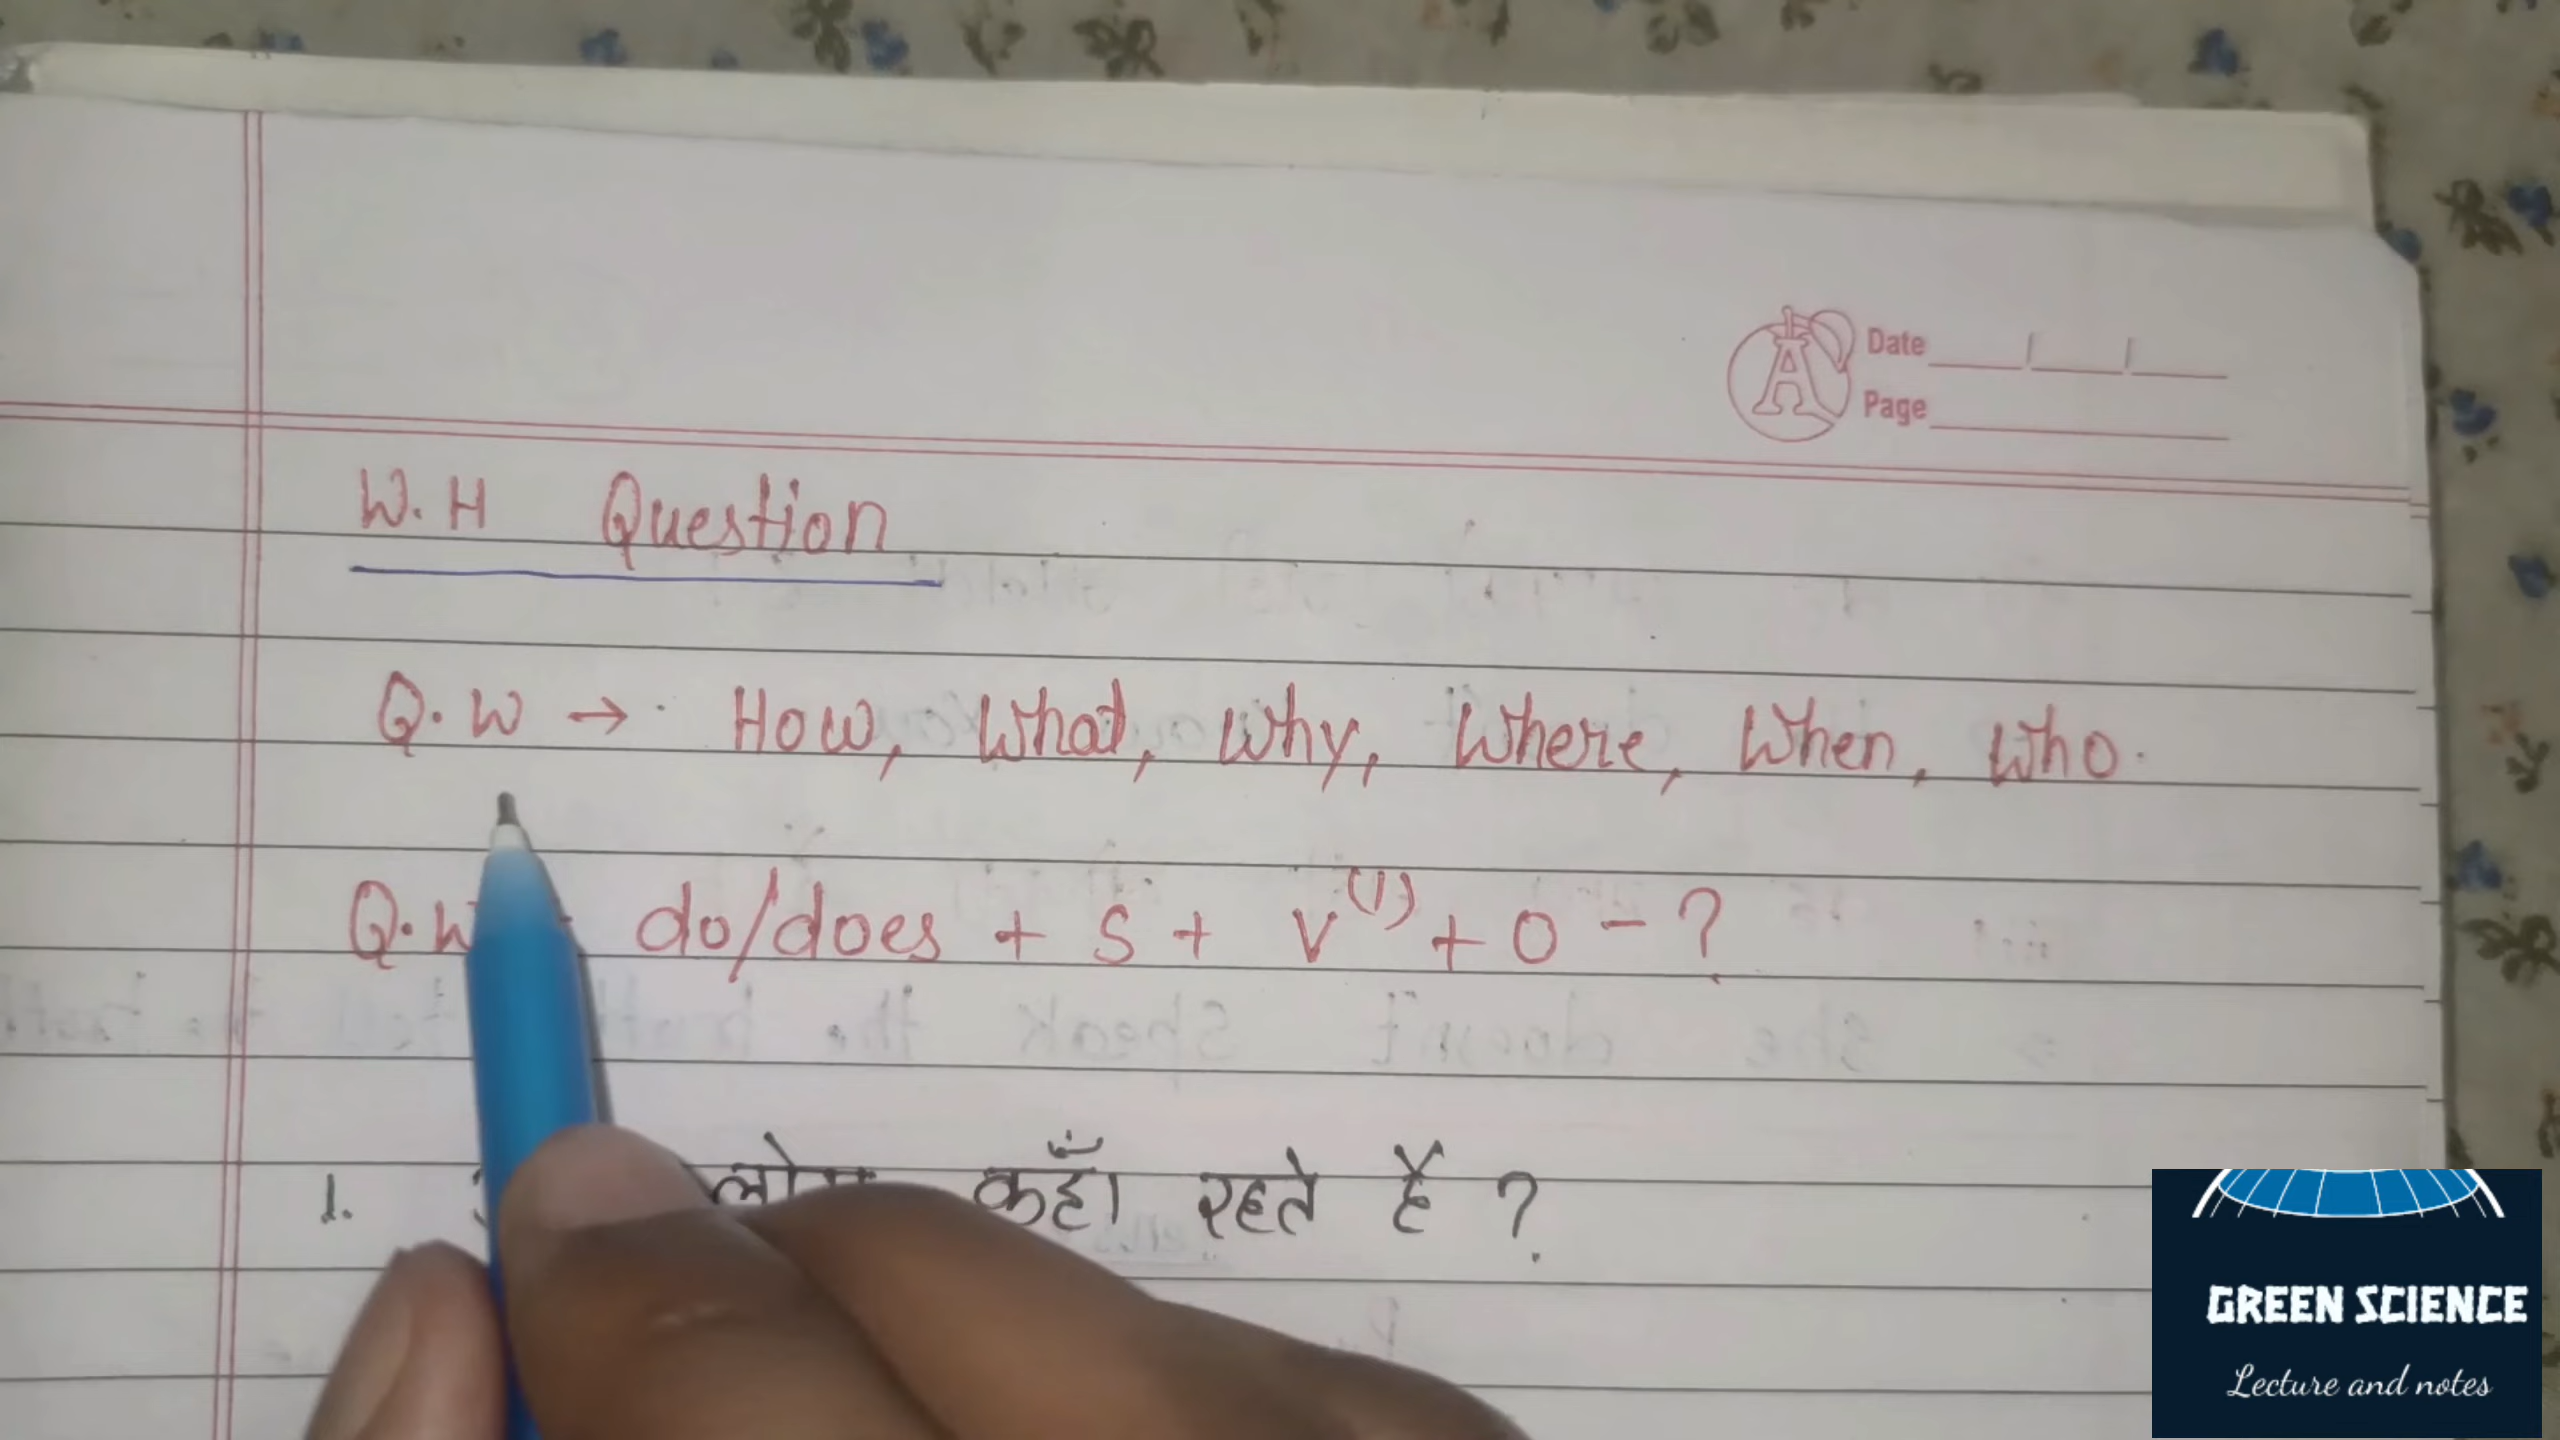 Date
Page
W.H Question
Q.W → How, What, Why, Where, When, Who.
Q.W do/does + S + V(1) + O - ?
1. लोग कहाँ रहते हैं ?
GREEN SCIENCE
Lecture and notes